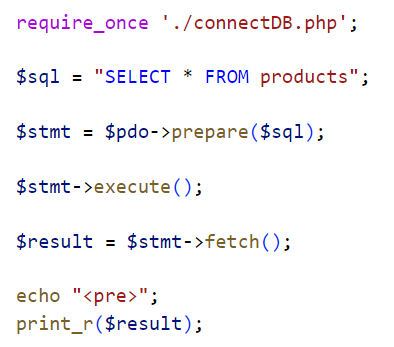 require_once './connectDB.php';
$sql = "SELECT * FROM products";
$stmt = $pdo->prepare($sql);
$stmt->execute();
$result = $stmt->fetch();
echo "<pre>";
print_r($result);